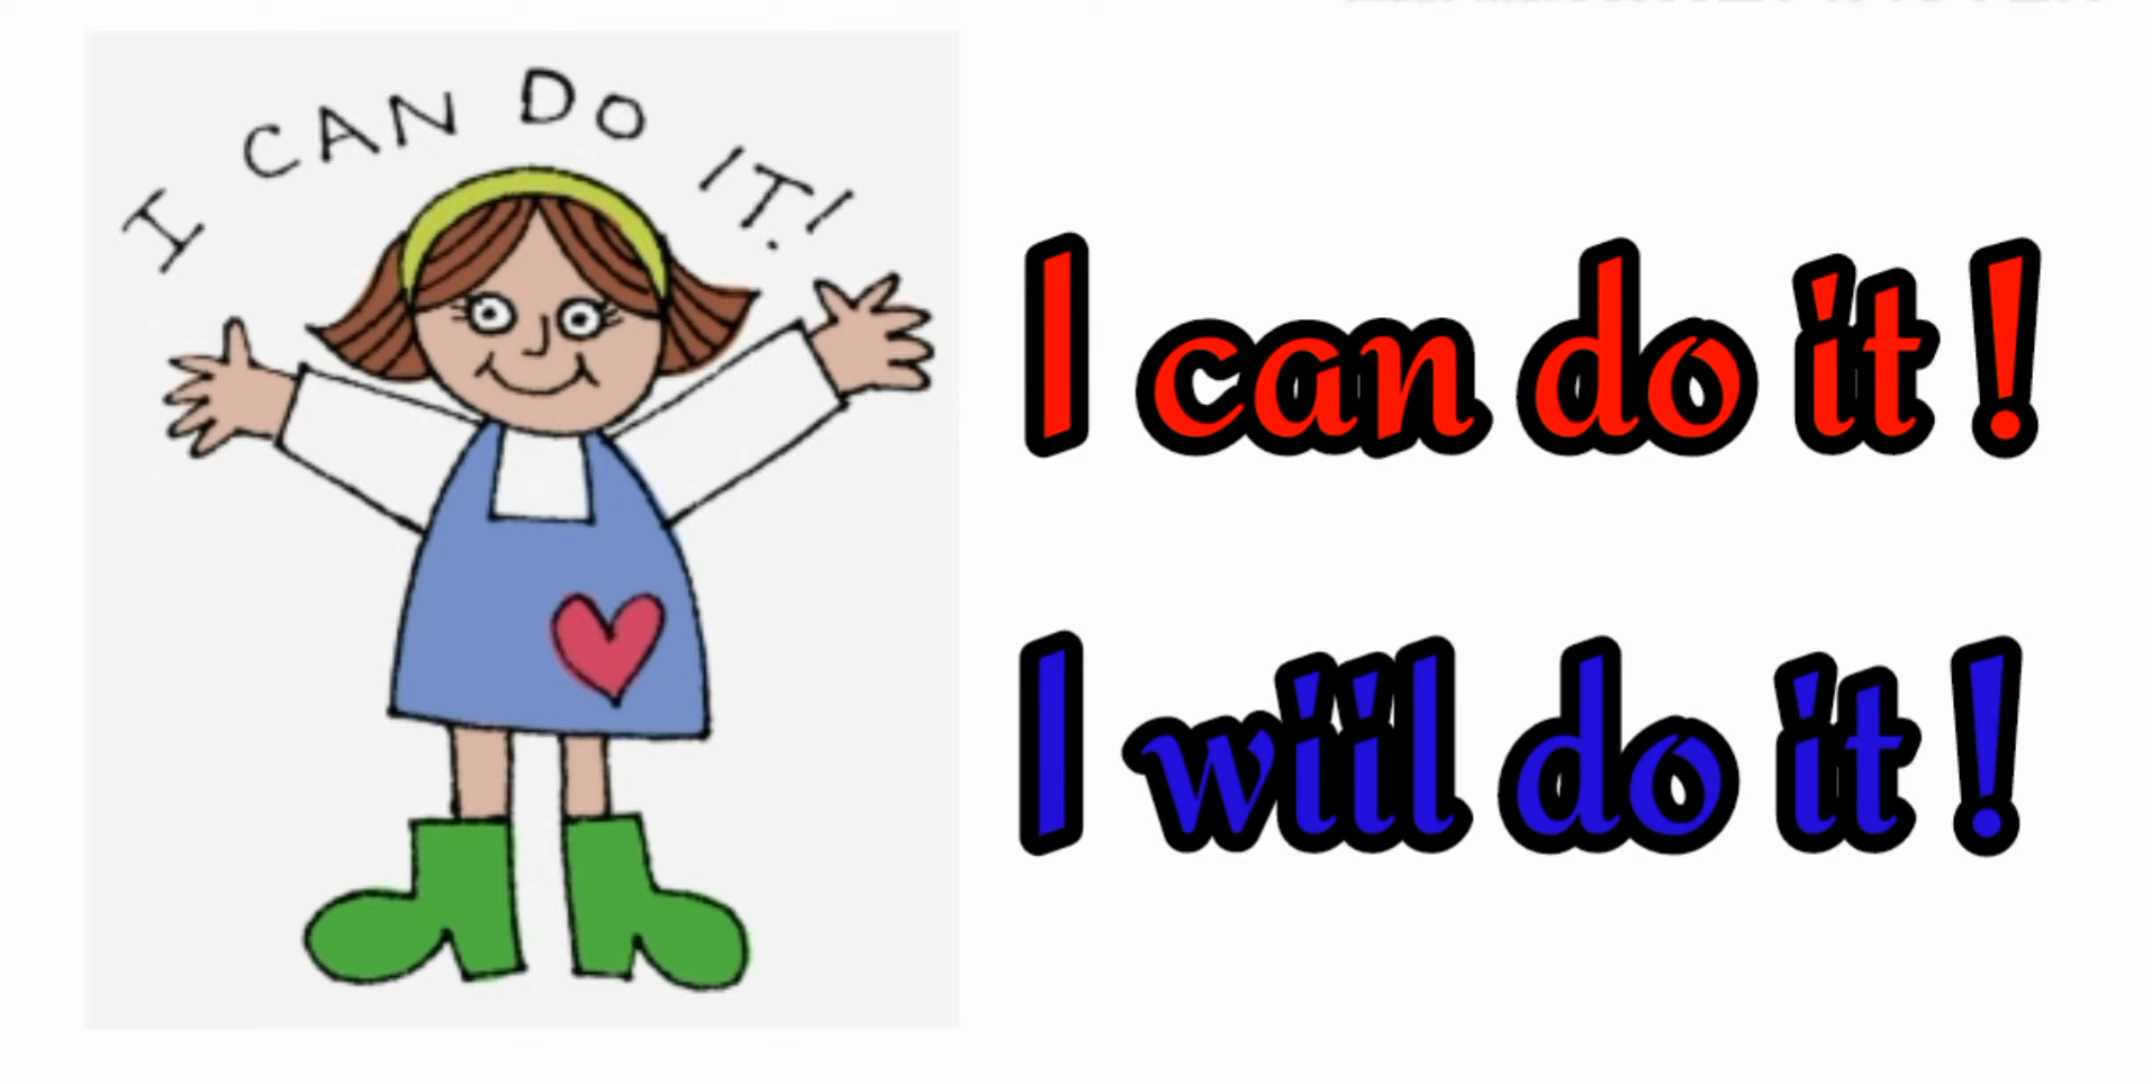 I CAN DO IT!
I can do it !
I wiil do it !